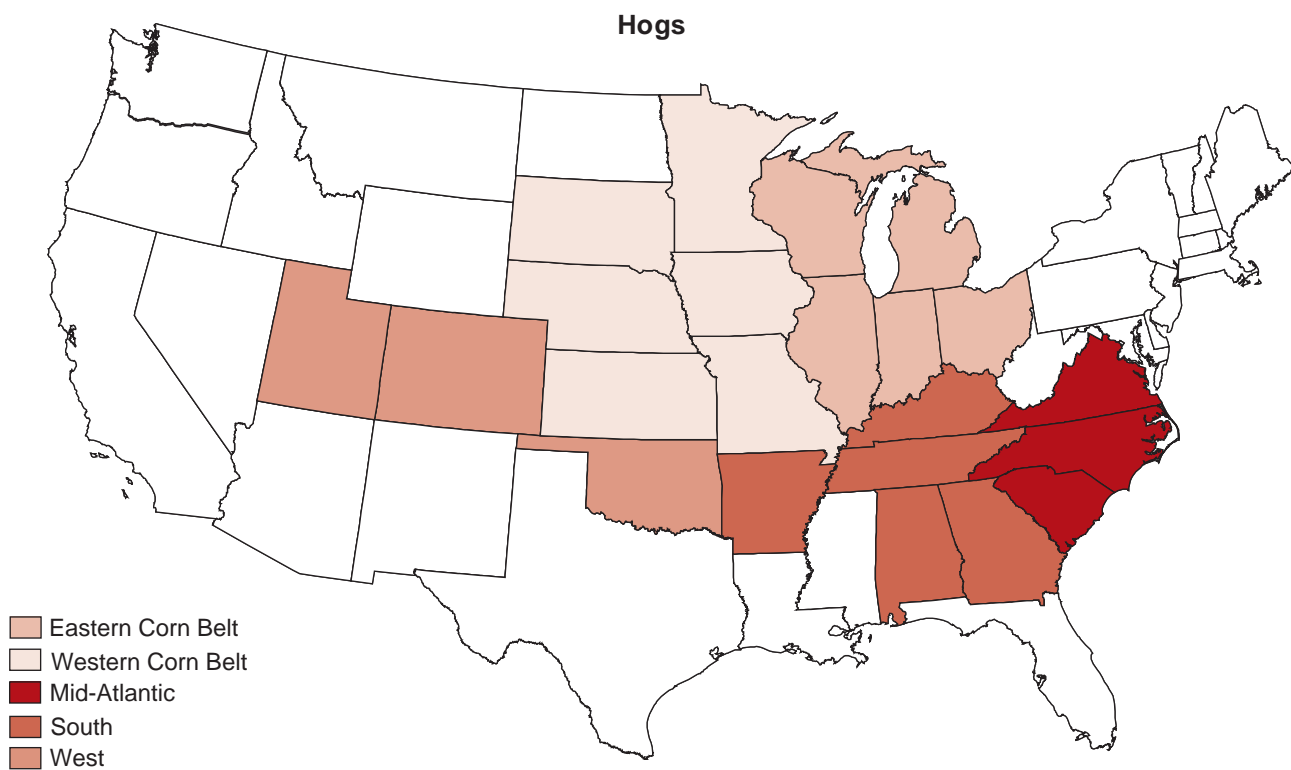 Hogs
Eastern Corn Belt
Western Corn Belt
Mid-Atlantic
South
West